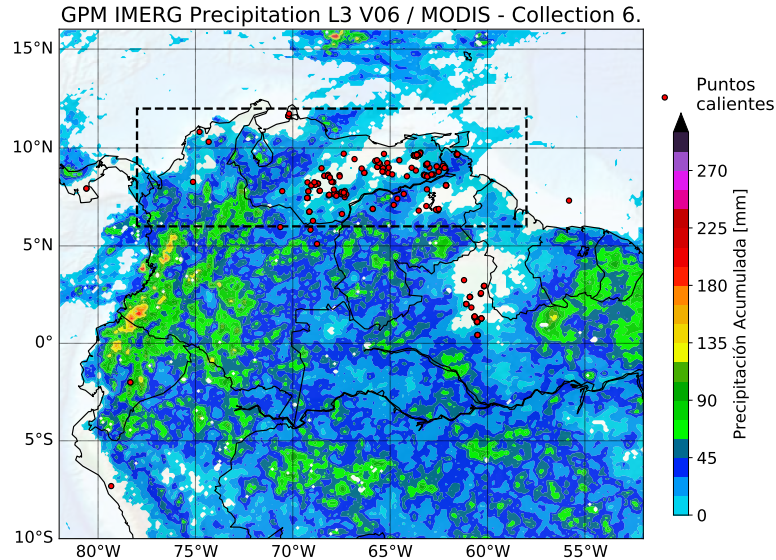 GPM IMERG Precipitation L3 V06 / MODIS - Collection 6.
15°N
10°N
5°N
0°
5°S
10°S
80°W
75°W
70°W
65°W
60°W
55°W
Puntos
calientes
270
225
180
135
90
45
0
Precipitación Acumulada [mm]